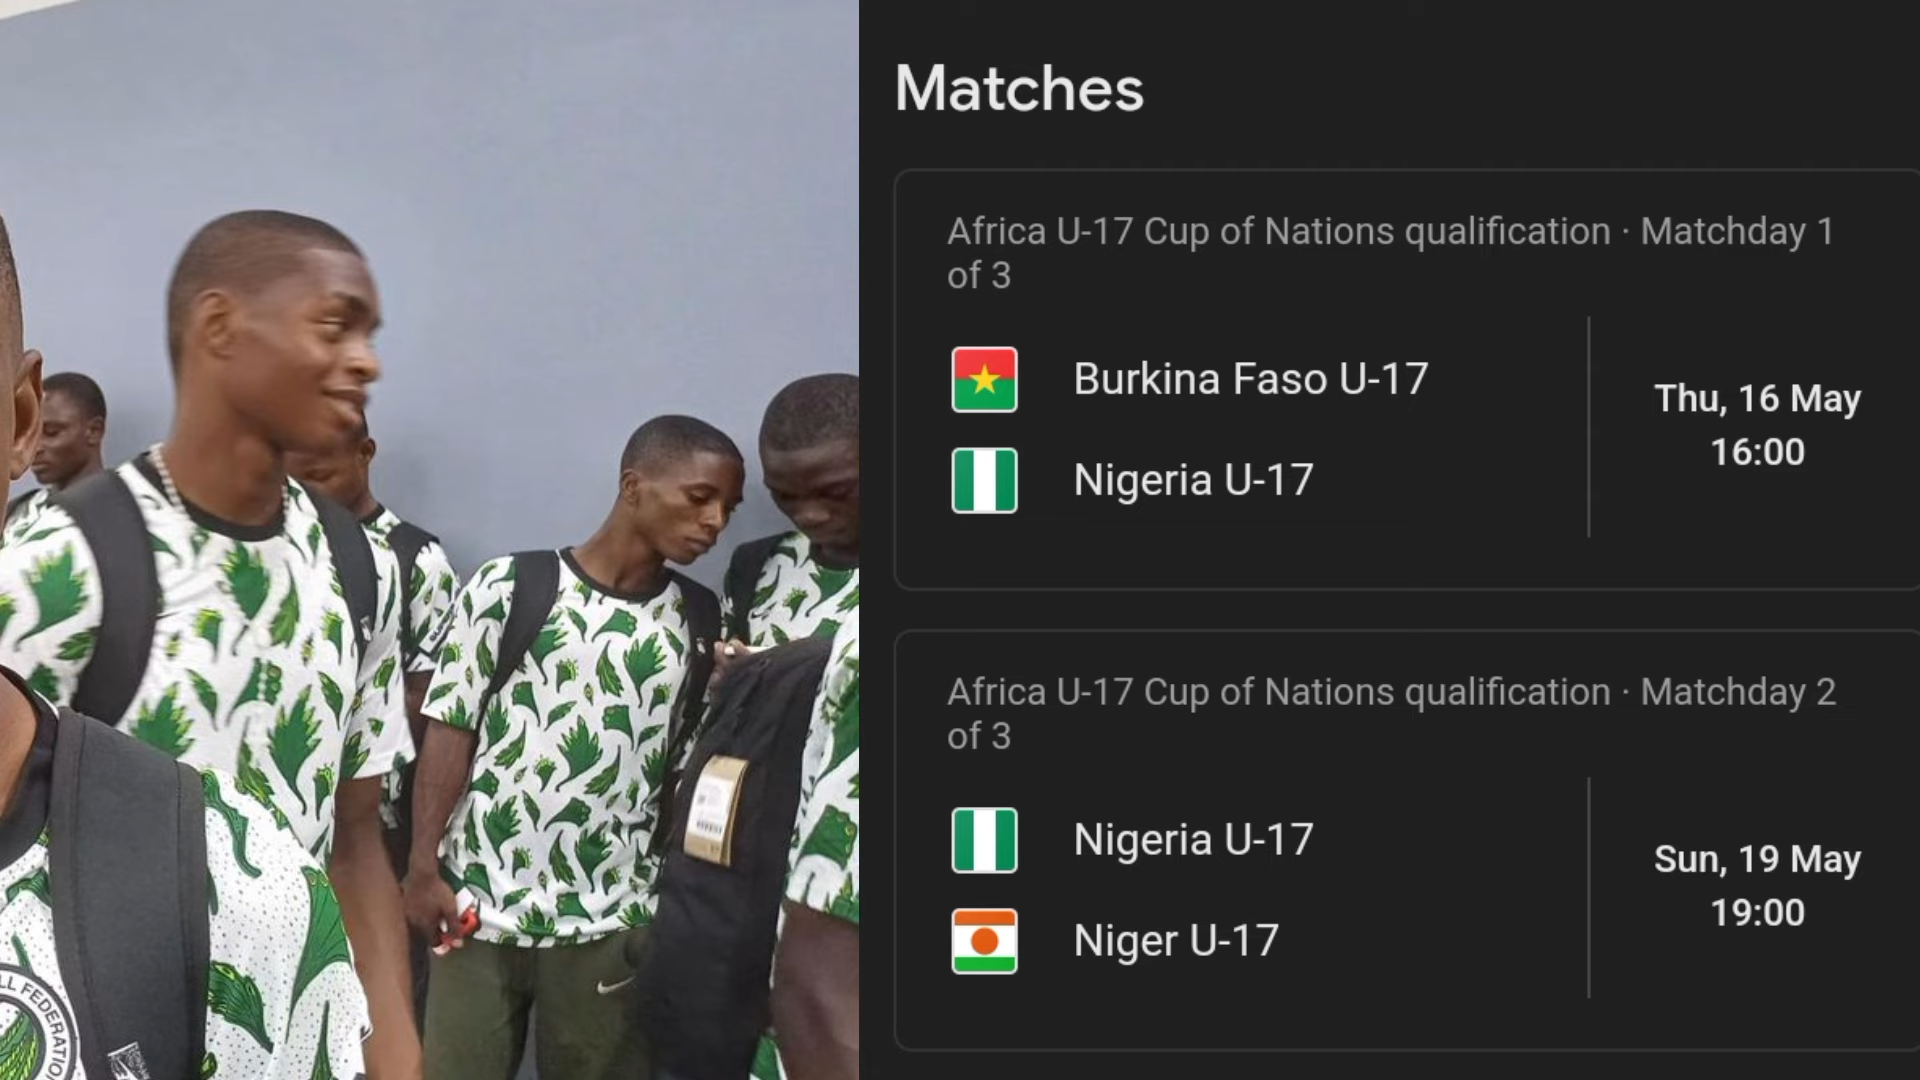 Matches
Africa U-17 Cup of Nations qualification · Matchday 1
of 3
Burkina Faso U-17
Nigeria U-17
Thu, 16 May
16:00
Africa U-17 Cup of Nations qualification · Matchday 2
of 3
Nigeria U-17
Niger U-17
Sun, 19 May
19:00